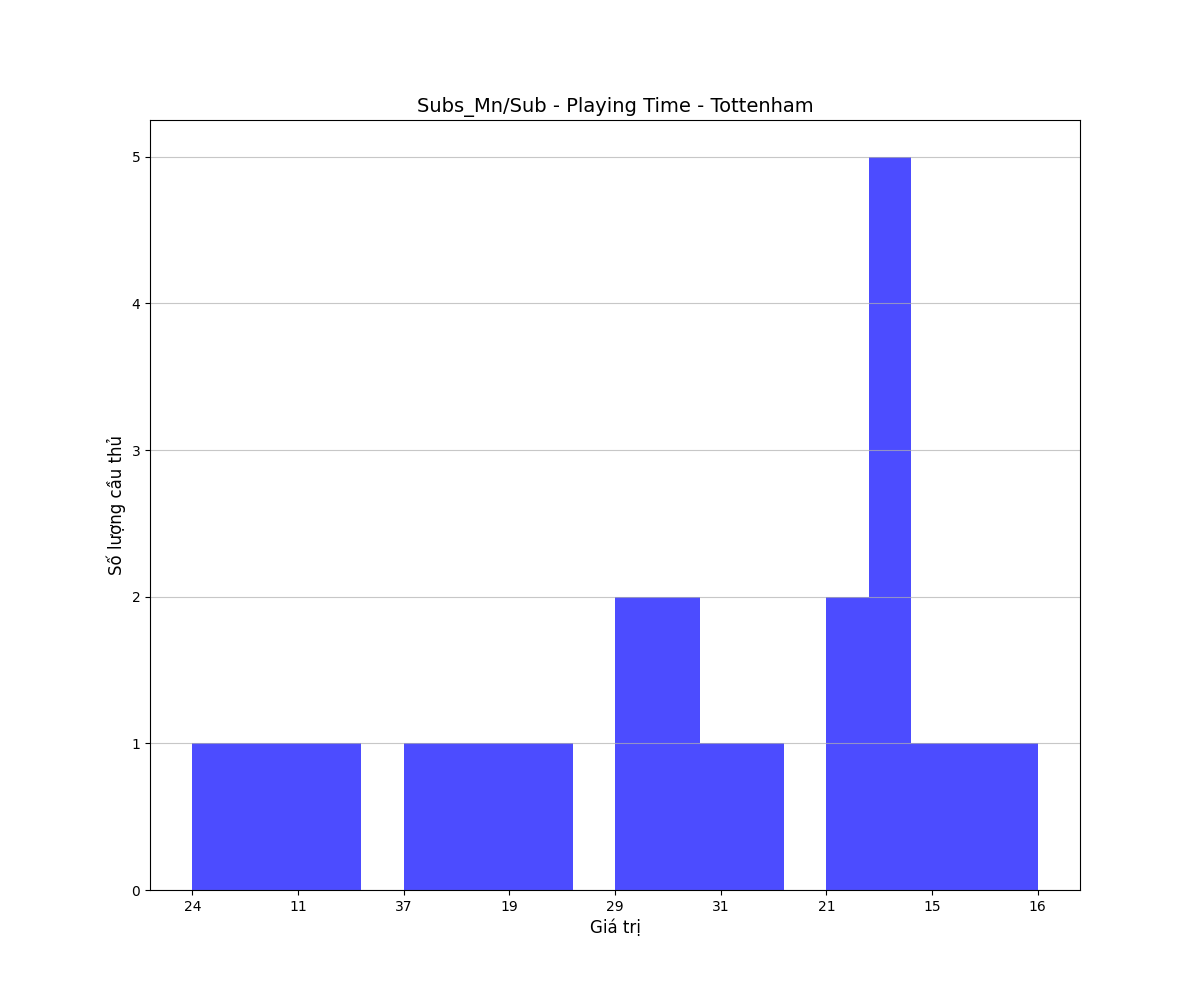 Subs_Mn/Sub - Playing Time - Tottenham
5
4
3
2
1
0
Số lượng cầu thủ
24 11 37 19 29 31 21 15 16
Giá trị